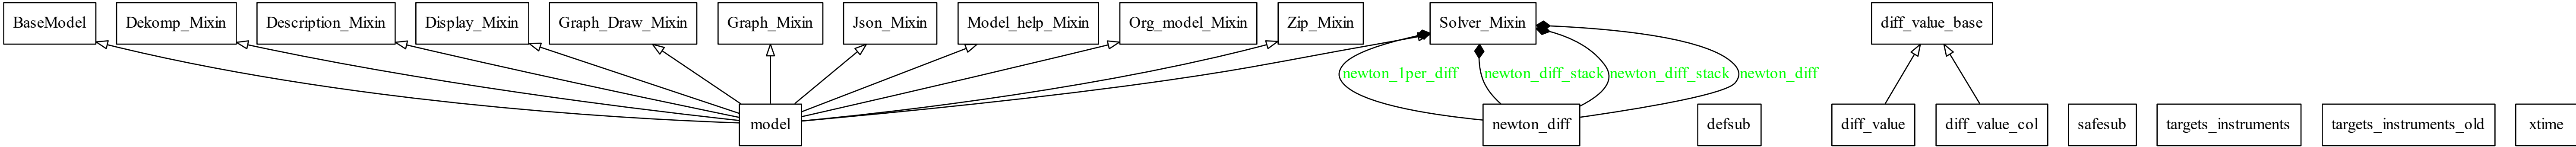 BaseModel
Dekomp_Mixin
Description_Mixin
Display_Mixin
Graph_Draw_Mixin
Graph_Mixin
Json_Mixin
Model_help_Mixin
Org_model_Mixin
Zip_Mixin
Solver_Mixin
diff_value_base
newton_1per_diff
newton_diff_stack
newton_diff_stack
newton_diff
model
newton_diff
defsub
diff_value
diff_value_col
safesub
targets_instruments
targets_instruments_old
xtime